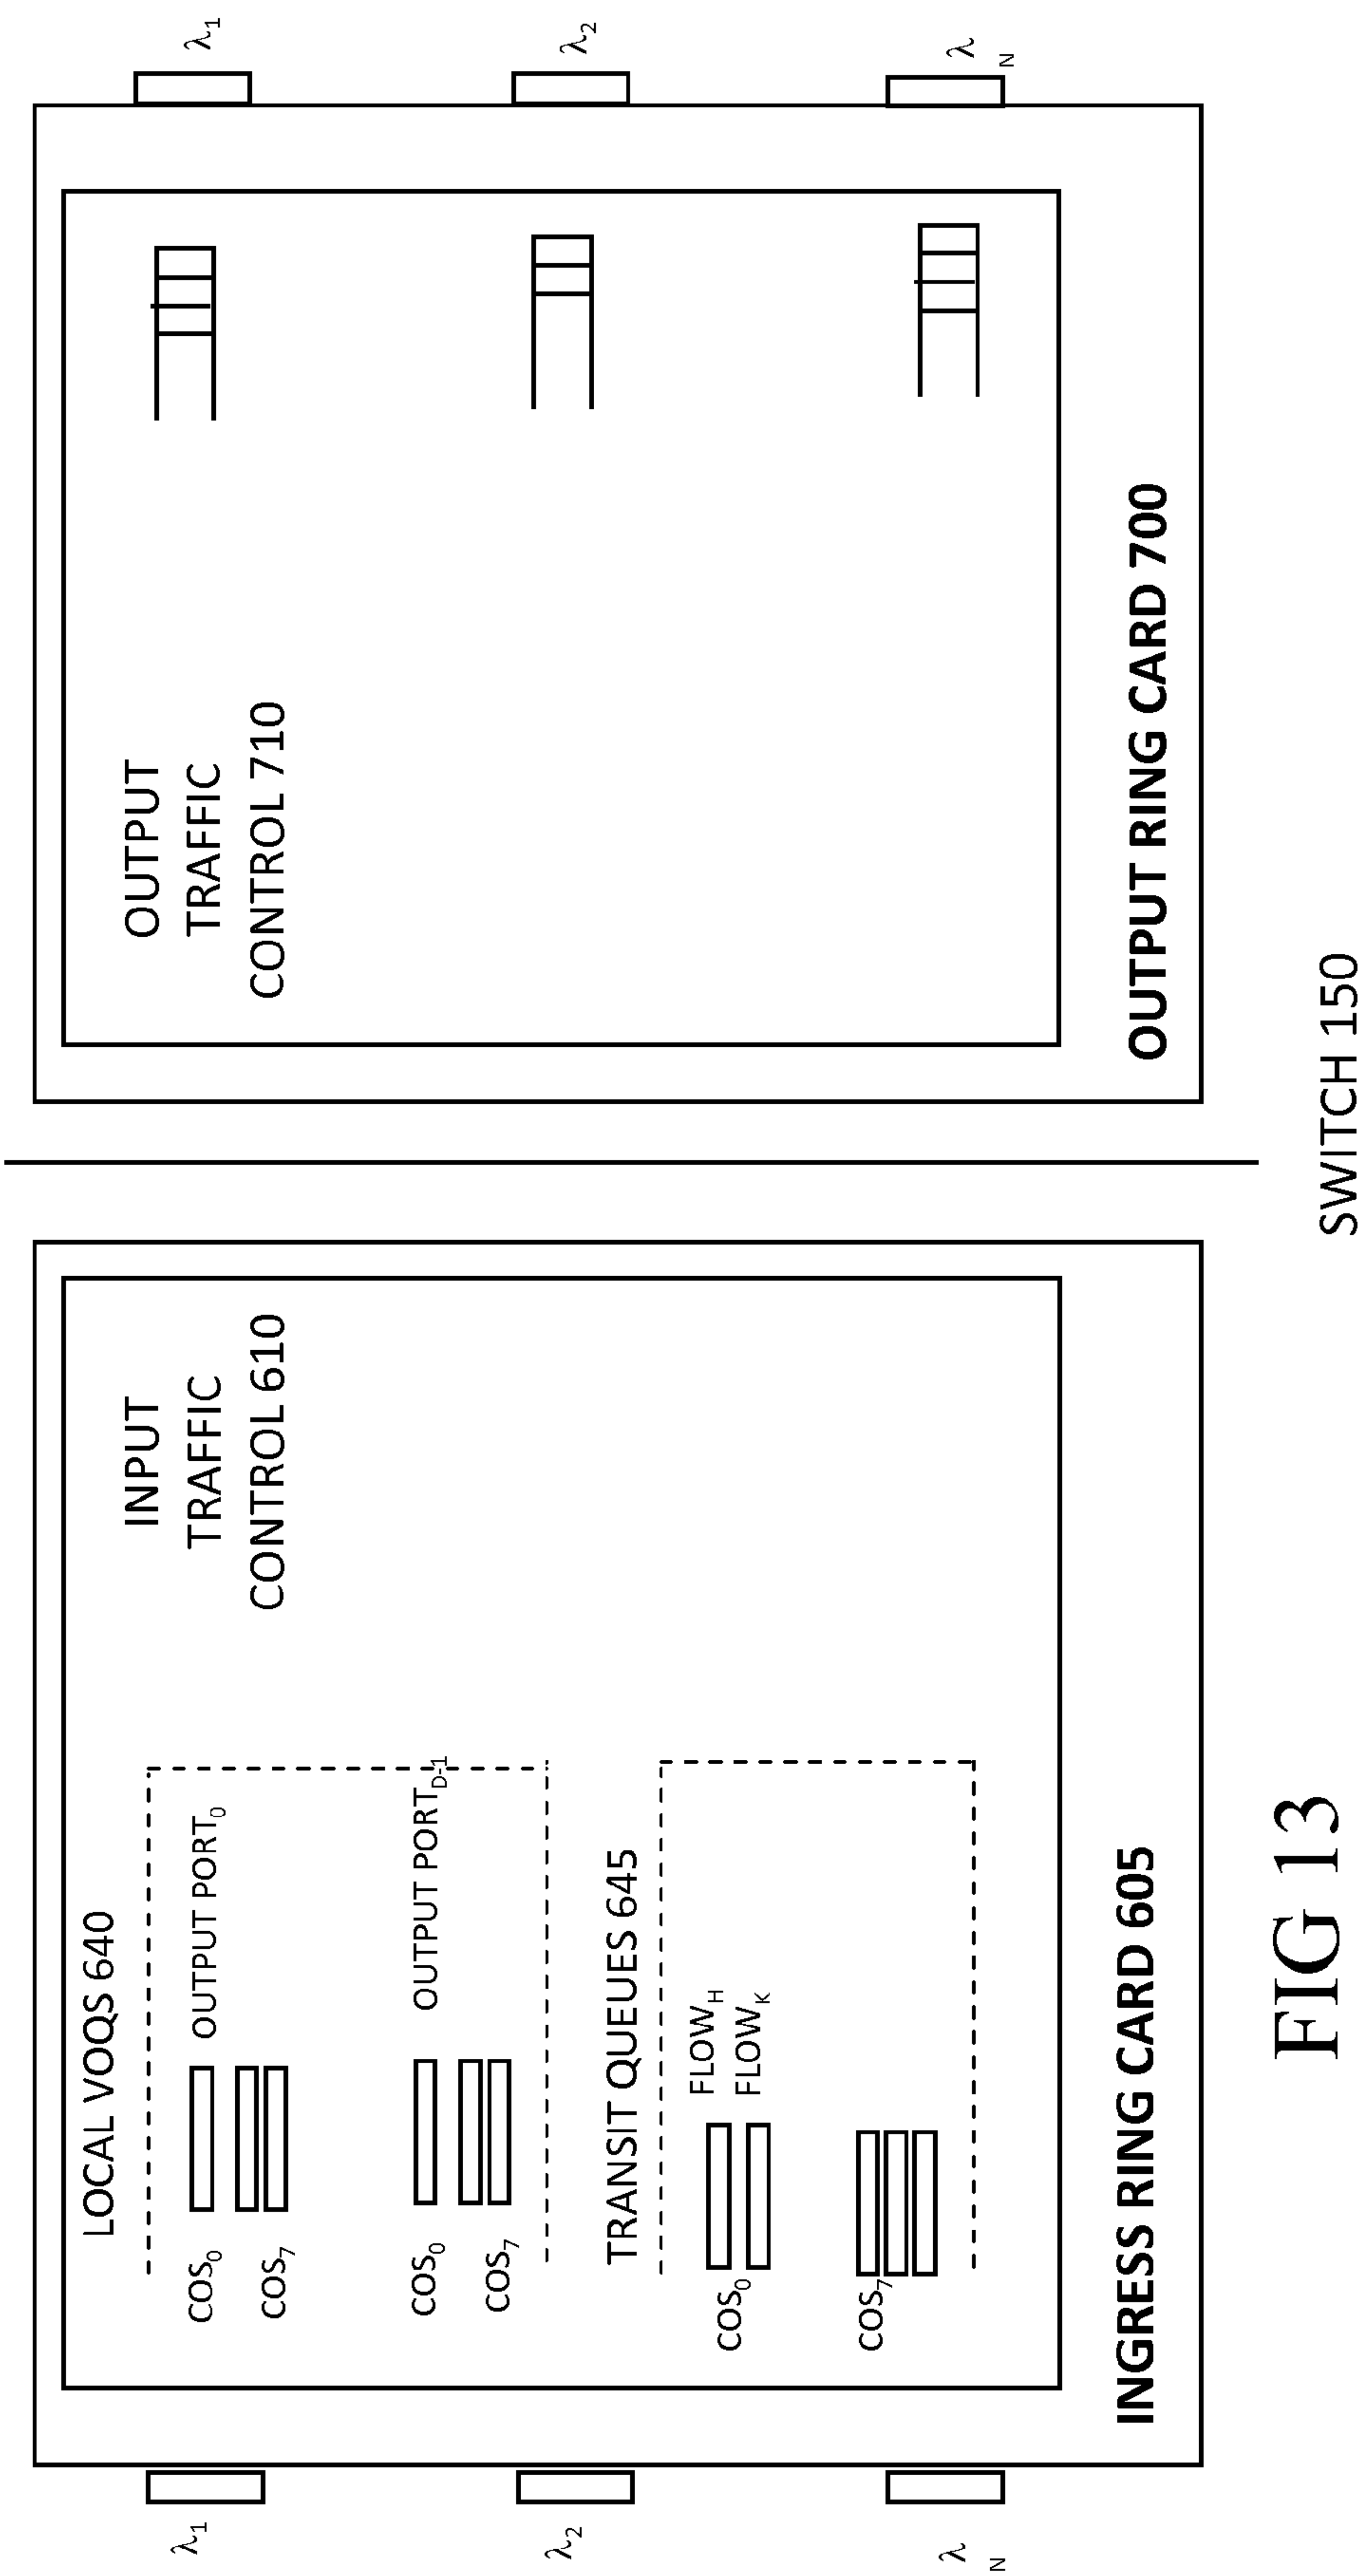 λ1
λ2
λN
INGRESS RING CARD 605
INPUT
TRAFFIC
CONTROL 610
LOCAL VOQS 640
COS0
OUTPUT PORT0
COS7
COS0
OUTPUT PORTD-1
COS7
TRANSIT QUEUES 645
COS0
FLOWH
FLOWK
COS7
OUTPUT
TRAFFIC
CONTROL 710
OUTPUT RING CARD 700
λ1
λ2
λN
SWITCH 150
FIG 13